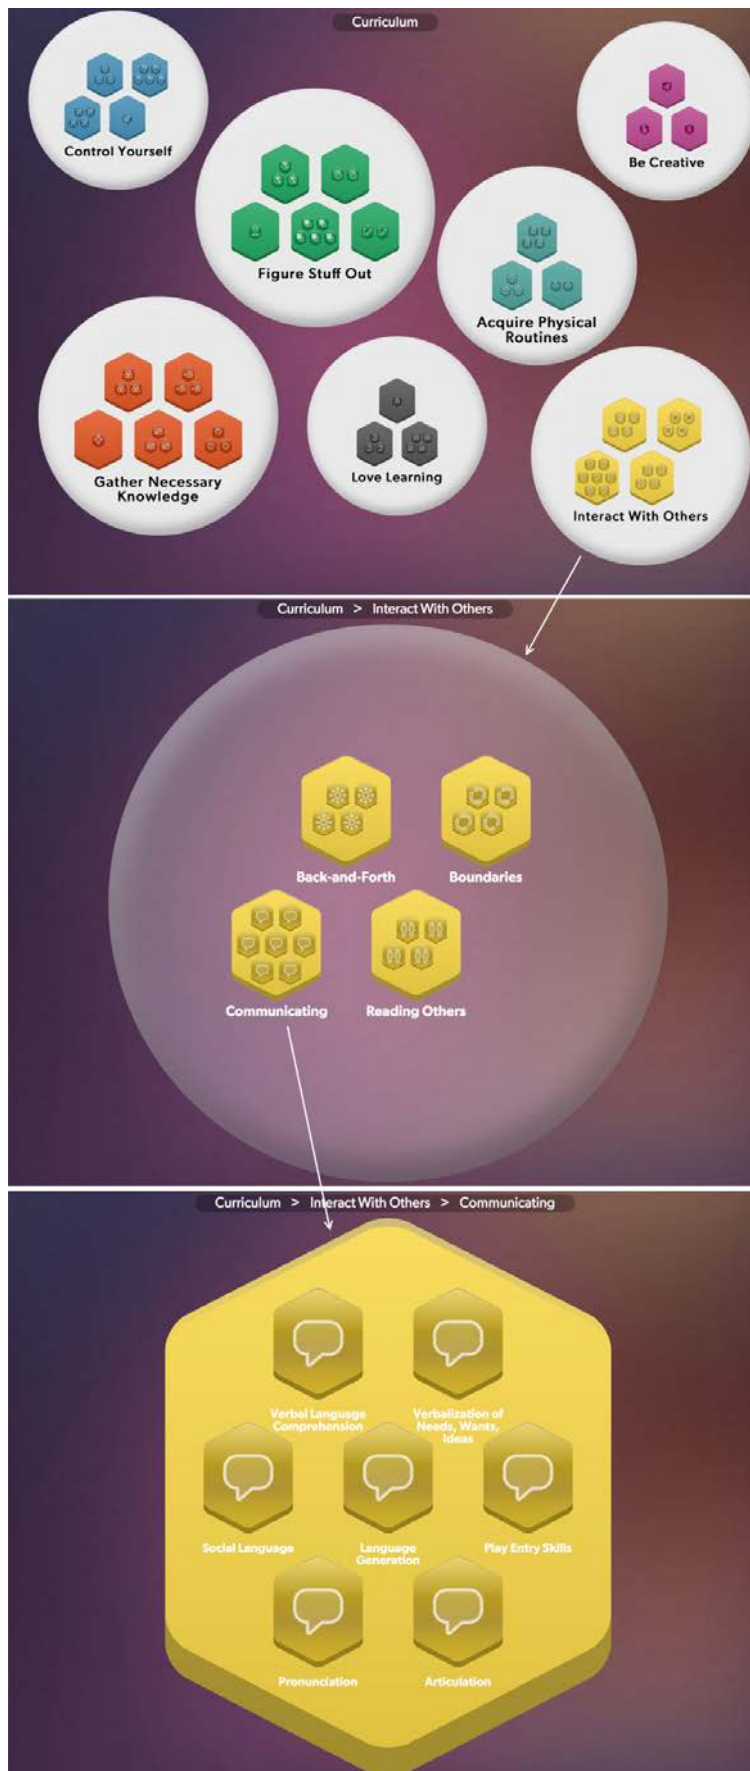 Curriculum
Control Yourself
Be Creative
Figure Stuff Out
Acquire Physical
Routines
Gather Necessary
Knowledge
Love Learning
Interact With Others
Curriculum > Interact With Others
Back-and-Forth
Boundaries
Communicating
Reading Others
Curriculum > Interact With Others > Communicating
Verbal Language
Comprehension
Verbalization of
Needs, Wants,
Ideas
Social Language
Language
Generation
Play Entry Skills
Pronunciation
Articulation